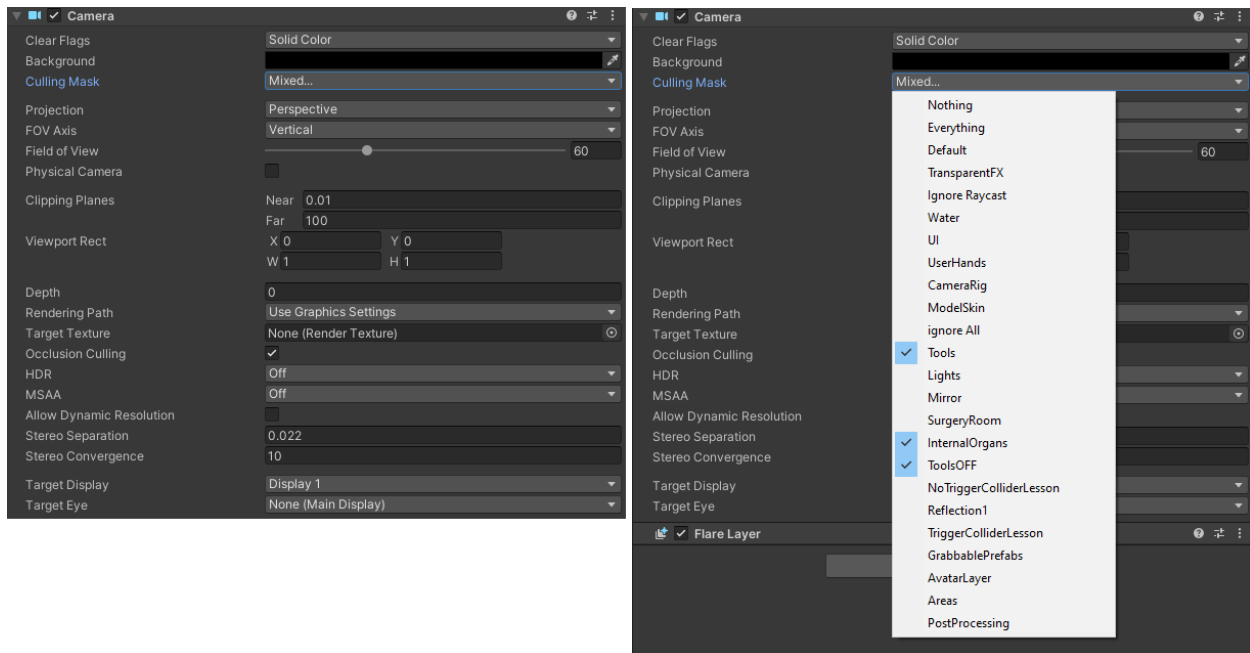 Camera
Clear Flags Solid Color
Background
Culling Mask Mixed...
Projection Perspective
FOV Axis Vertical
Field of View 60
Physical Camera
Clipping Planes Near 0.01
Far 100
Viewport Rect X 0 Y 0
W 1 H 1
Depth 0
Rendering Path Use Graphics Settings
Target Texture None (Render Texture)
Occlusion Culling
HDR Off
MSAA Off
Allow Dynamic Resolution
Stereo Separation 0.022
Stereo Convergence 10
Target Display Display 1
Target Eye None (Main Display)
Camera
Clear Flags Solid Color
Background
Culling Mask Mixed...
Projection
FOV Axis
Field of View 60
Physical Camera
Clipping Planes
Viewport Rect
Depth
Rendering Path
Target Texture
Occlusion Culling
HDR
MSAA
Allow Dynamic Resolution
Stereo Separation
Stereo Convergence
Target Display
Target Eye
Flare Layer
Nothing
Everything
Default
TransparentFX
Ignore Raycast
Water
UI
UserHands
CameraRig
ModelSkin
ignore All
Tools
Lights
Mirror
SurgeryRoom
InternalOrgans
ToolsOFF
NoTriggerColliderLesson
Reflection1
TriggerColliderLesson
GrabbablePrefabs
AvatarLayer
Areas
PostProcessing